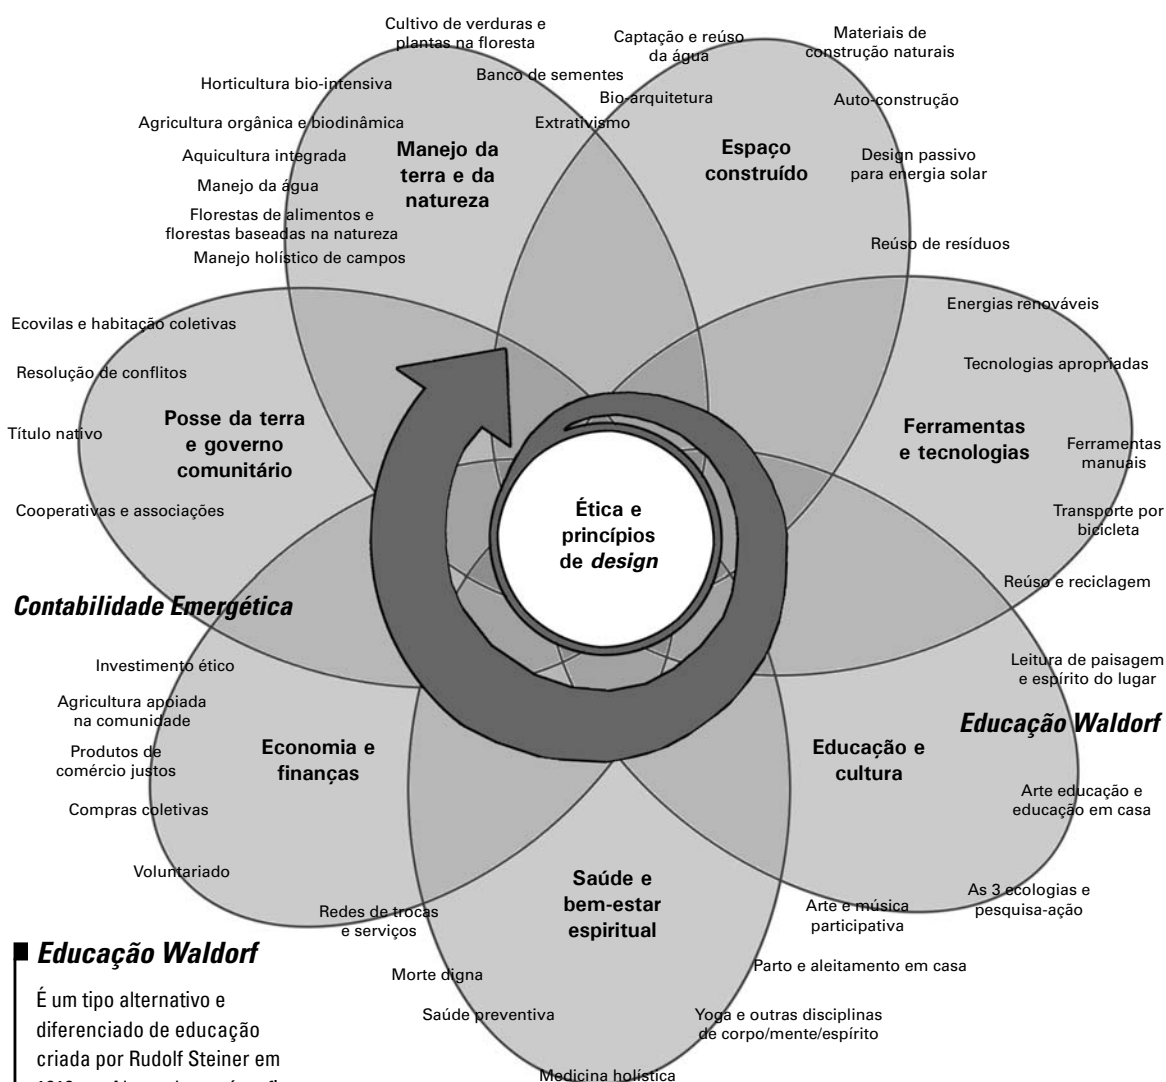 Cultivo de verduras e
plantas na floresta
Banco de sementes
Horticultura bio-intensiva
Extrativismo
Agricultura orgânica e biodinâmica
Aquicultura integrada
Manejo da água
Florestas de alimentos e
florestas baseadas na natureza
Manejo holístico de campos
Manejo da
terra e da
natureza
Captação e reúso
da água
Bio-arquitetura
Materiais de
construção naturais
Auto-construção
Design passivo
para energia solar
Reúso de resíduos
Espaço
construído
Energias renováveis
Tecnologias apropriadas
Ferramentas
manuais
Transporte por
bicicleta
Reúso e reciclagem
Ferramentas
e tecnologias
Ecovilas e habitação coletivas
Resolução de conflitos
Título nativo
Cooperativas e associações
Posse da terra
e governo
comunitário
Ética e
princípios
de design
Contabilidade Emergética
Investimento ético
Agricultura apoiada
na comunidade
Produtos de
comércio justos
Compras coletivas
Voluntariado
Redes de trocas
e serviços
Economia e
finanças
Leitura de paisagem
e espírito do lugar
Educação Waldorf
Arte educação e
educação em casa
As 3 ecologias e
pesquisa-ação
Arte e música
participativa
Educação e
cultura
Saúde e
bem-estar
espiritual
Parto e aleitamento em casa
Yoga e outras disciplinas
de corpo/mente/espírito
Medicina holística
Saúde preventiva
Morte digna
Educação Waldorf
É um tipo alternativo e
diferenciado de educação
criada por Rudolf Steiner em